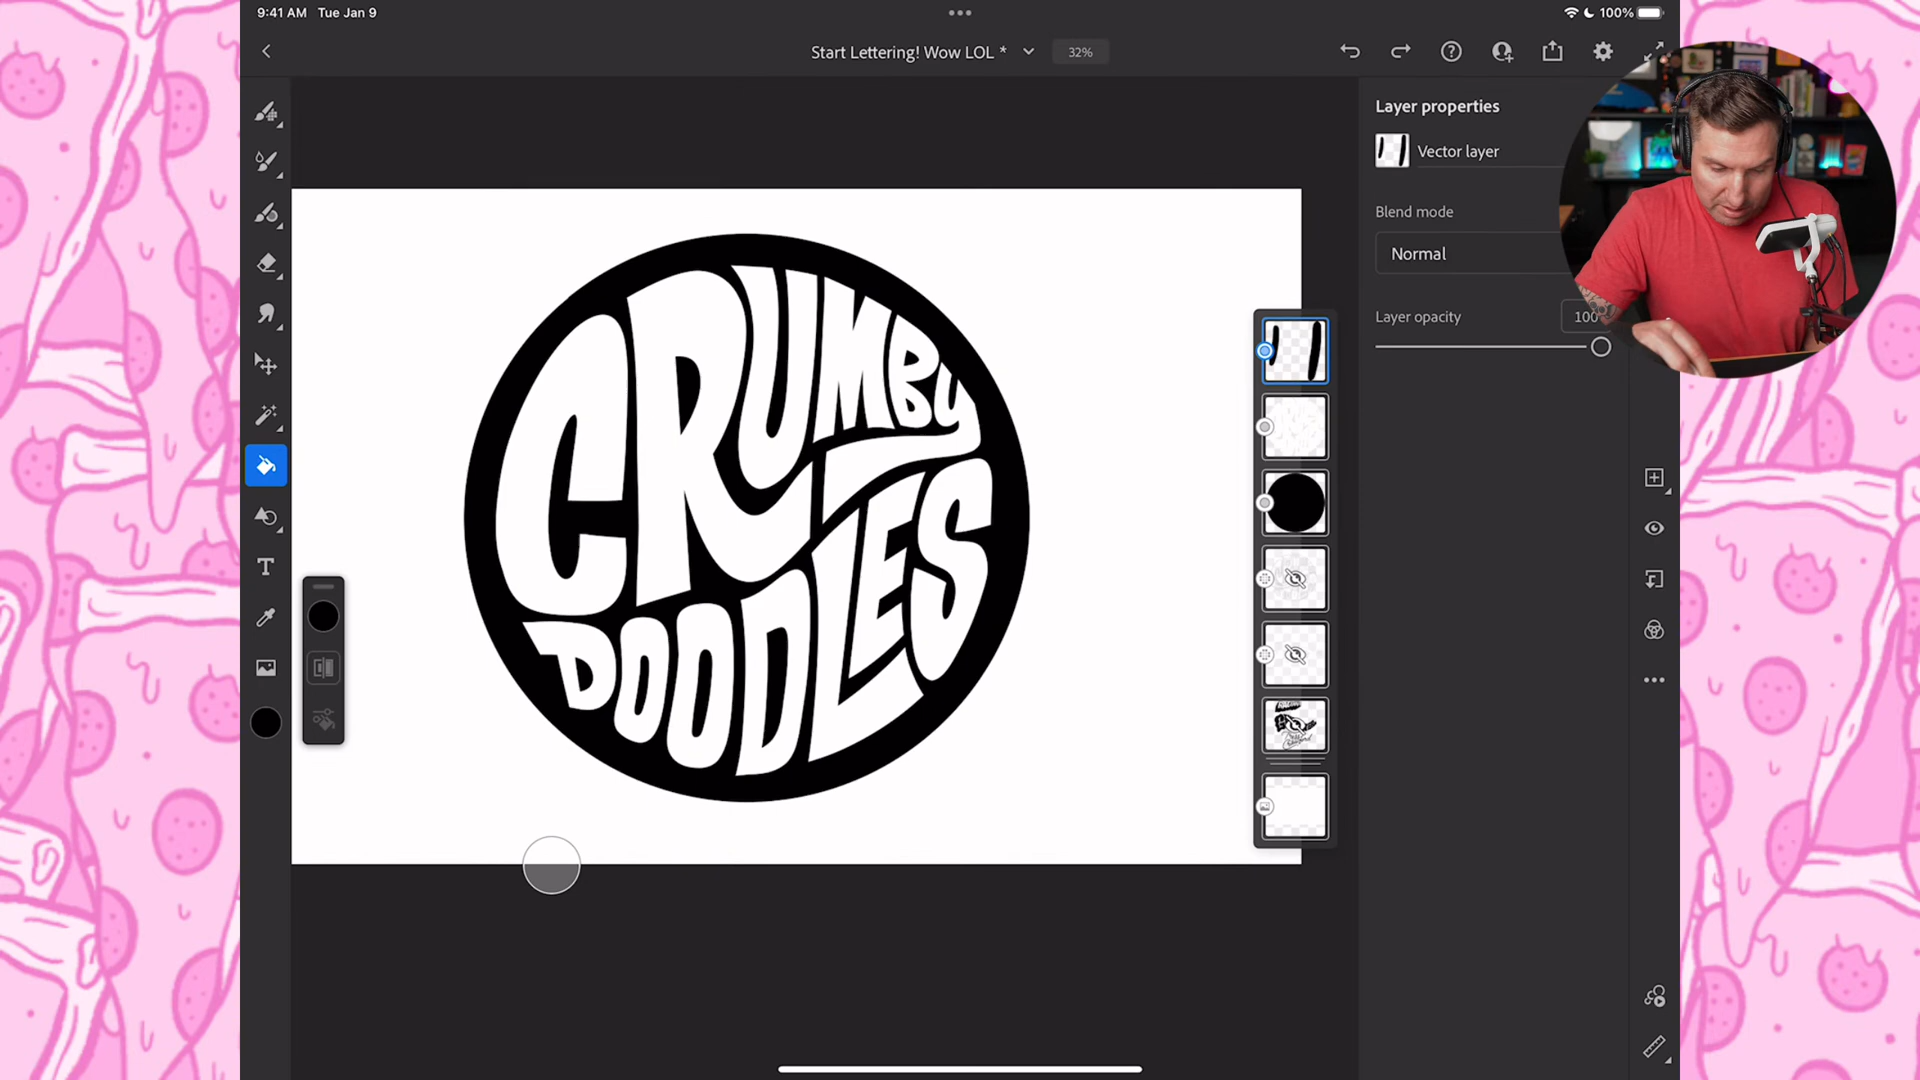 9:41 AM Tue Jan 9
100%
Start Lettering! Wow LOL *
32%
Layer properties
Vector layer
Blend mode
Normal
Layer opacity
100
CRUMBY
DOODLES